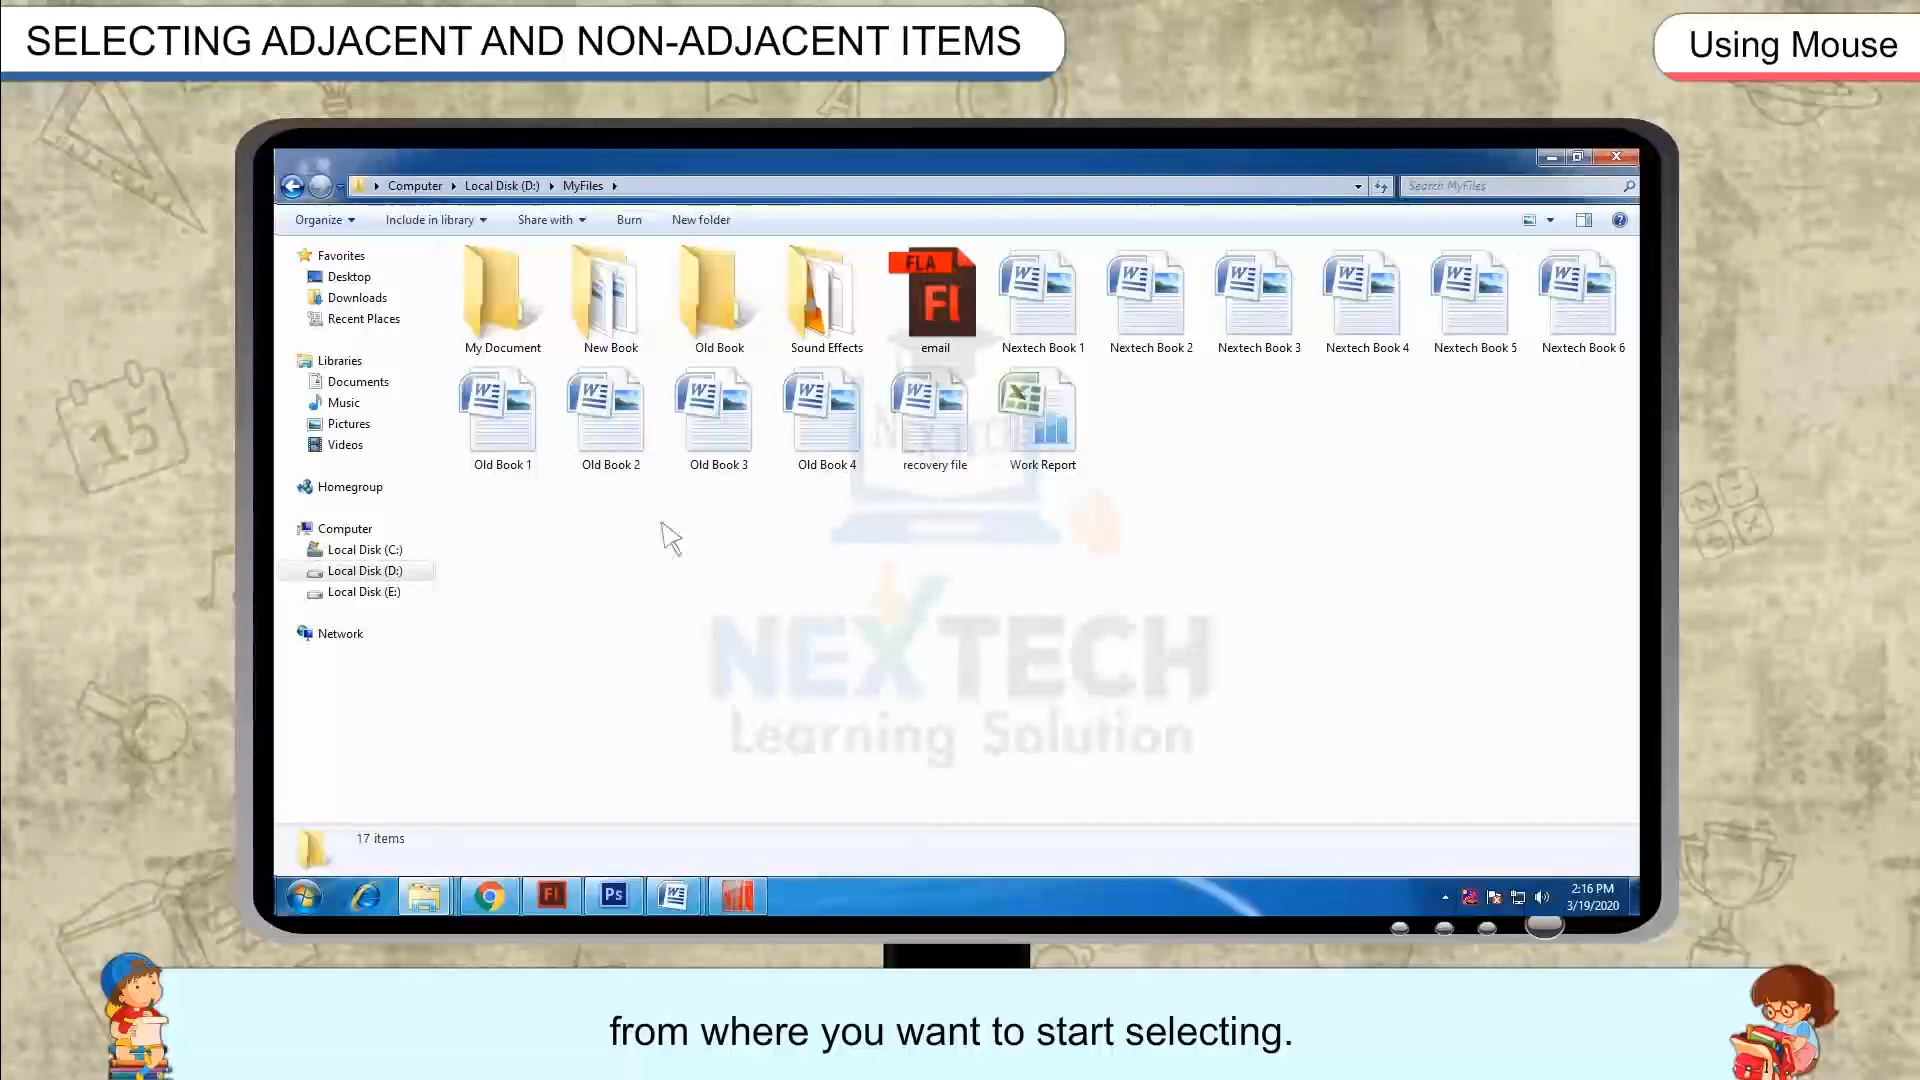 SELECTING ADJACENT AND NON-ADJACENT ITEMS
Using Mouse
Computer Local Disk (D:) MyFiles
Search MyFiles
Organize Include in library Share with Burn New folder
Favorites
Desktop
Downloads
Recent Places
Libraries
Documents
Music
Pictures
Videos
Homegroup
Computer
Local Disk (C:)
Local Disk (D:)
Local Disk (E:)
Network
FLA
Fl
My Document New Book Old Book Sound Effects email Nextech Book 1 Nextech Book 2 Nextech Book 3 Nextech Book 4 Nextech Book 5 Nextech Book 6
Old Book 1 Old Book 2 Old Book 3 Old Book 4 recovery file Work Report
NEXTECH
Learning Solution
17 items
Fl Ps
2:16 PM
3/19/2020
15
from where you want to start selecting.